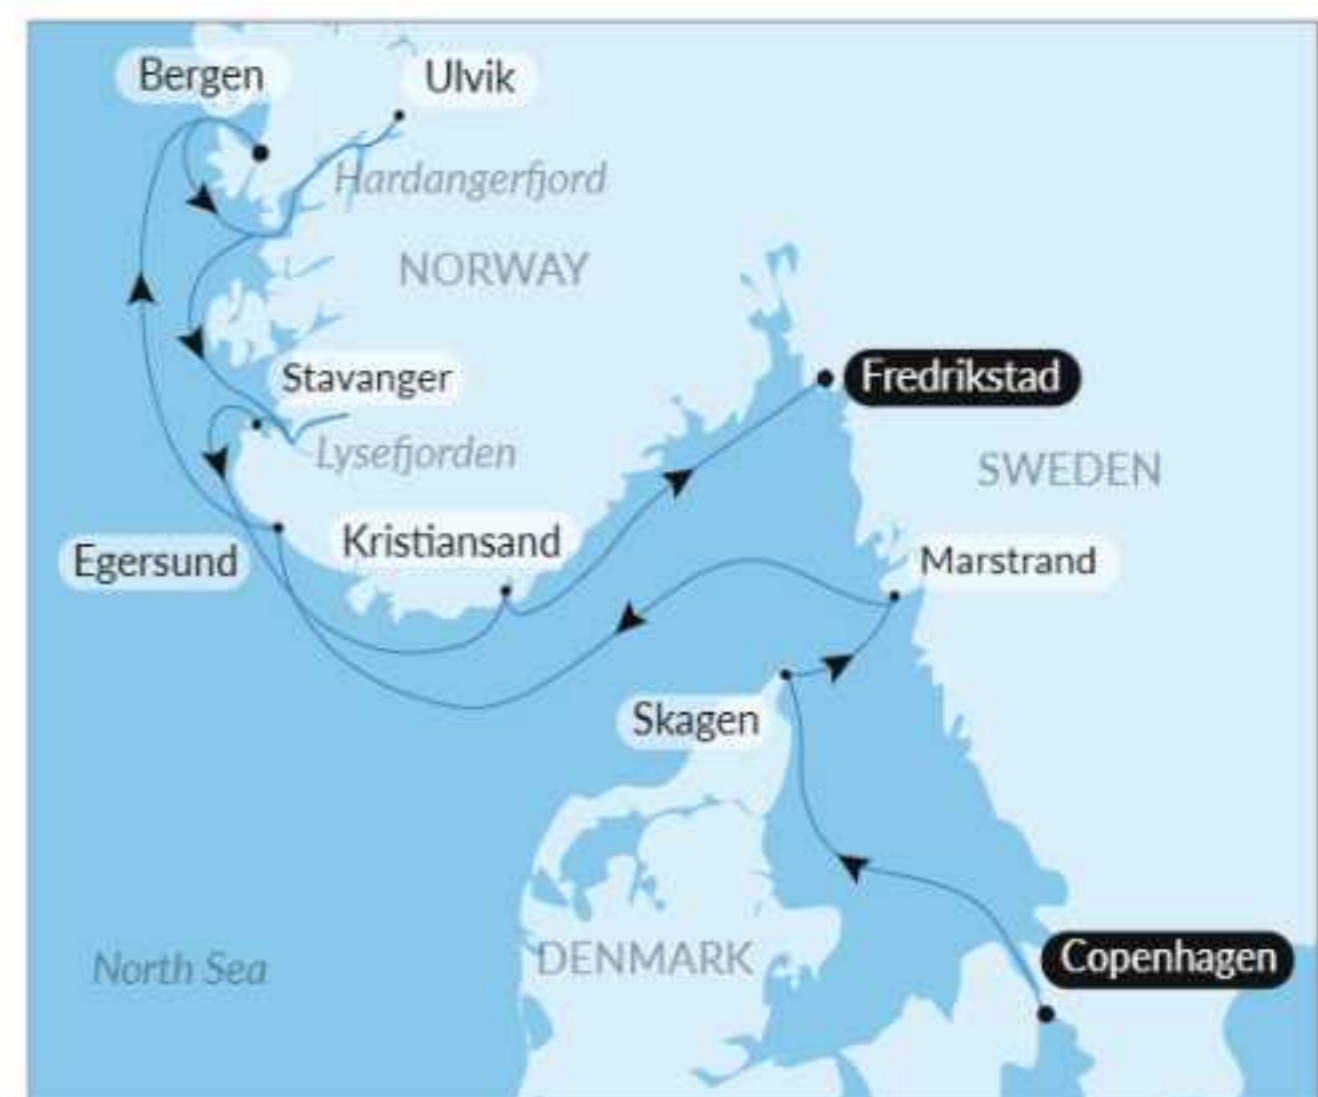 Bergen
Ulvik
Hardangerfjord
NORWAY
Stavanger
Fredrikstad
Lysefjorden
SWEDEN
Kristiansand
Egersund
Marstrand
Skagen
DENMARK
North Sea
Copenhagen